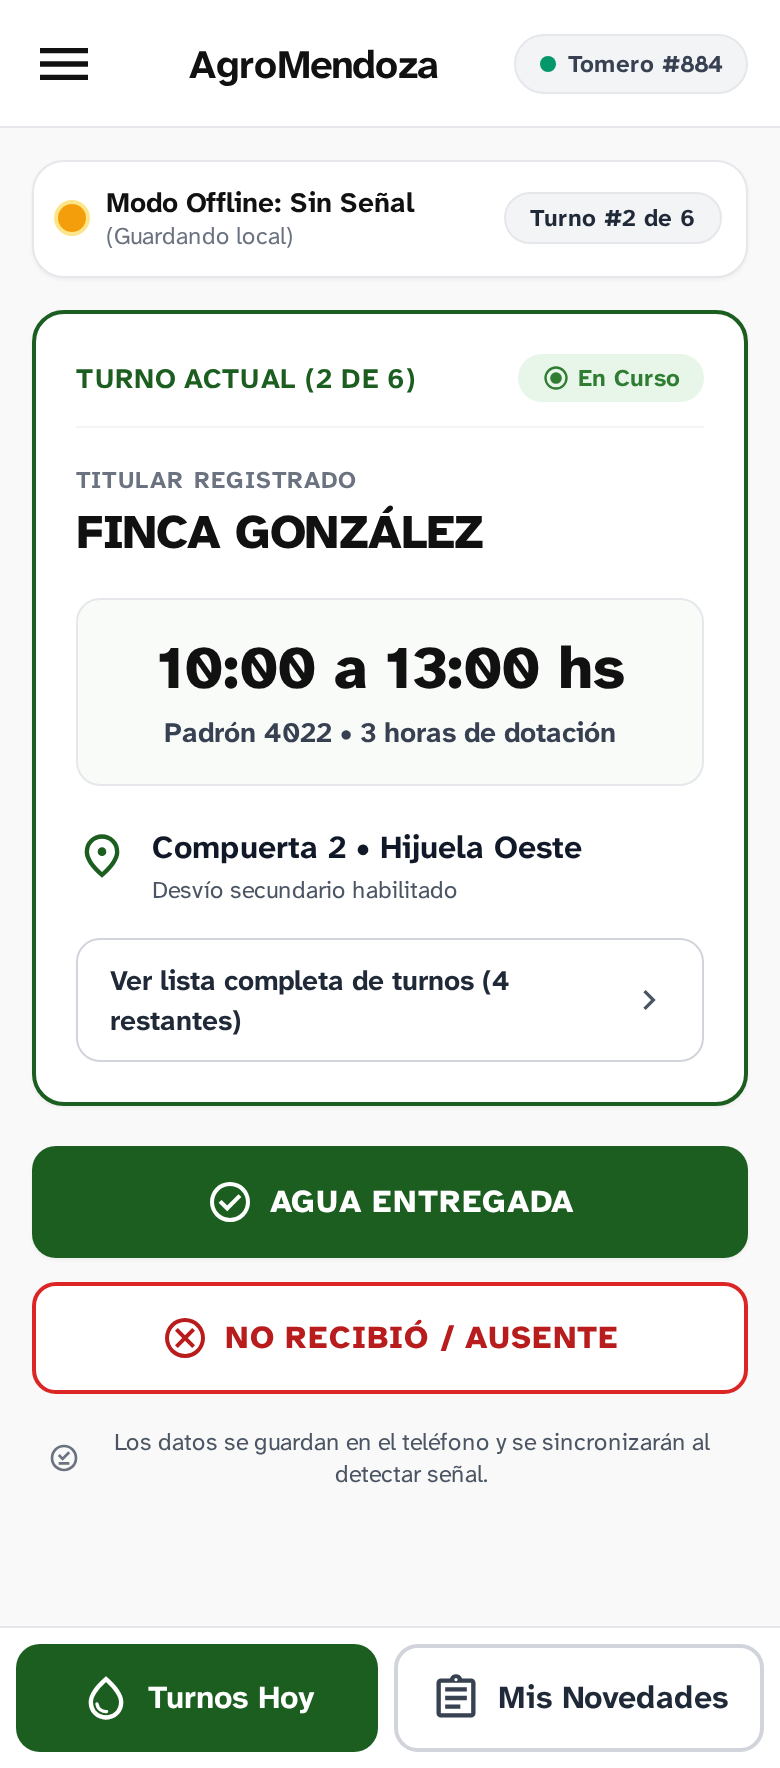 AgroMendoza
Tomero #884
Modo Offline: Sin Señal
(Guardando local)
Turno #2 de 6
TURNO ACTUAL (2 DE 6)
En Curso
TITULAR REGISTRADO
FINCA GONZÁLEZ
10:00 a 13:00 hs
Padrón 4022 • 3 horas de dotación
Compuerta 2 • Hijuela Oeste
Desvío secundario habilitado
Ver lista completa de turnos (4
restantes)
AGUA ENTREGADA
NO RECIBIÓ / AUSENTE
Los datos se guardan en el teléfono y se sincronizarán al
detectar señal.
Turnos Hoy
Mis Novedades